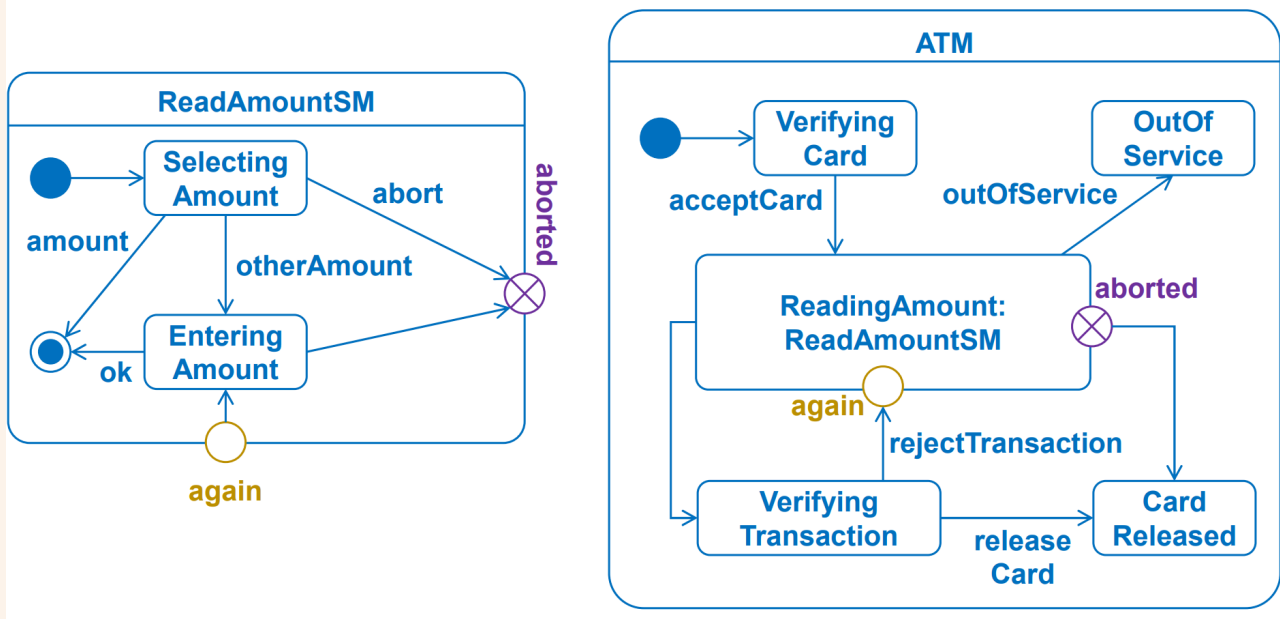 ReadAmountSM
Selecting
Amount
abort
aborted
amount
otherAmount
Entering
Amount
ok
again
ATM
Verifying
Card
OutOf
Service
acceptCard
outOfService
ReadingAmount:
ReadAmountSM
aborted
again
rejectTransaction
Verifying
Transaction
release
Card
Card
Released